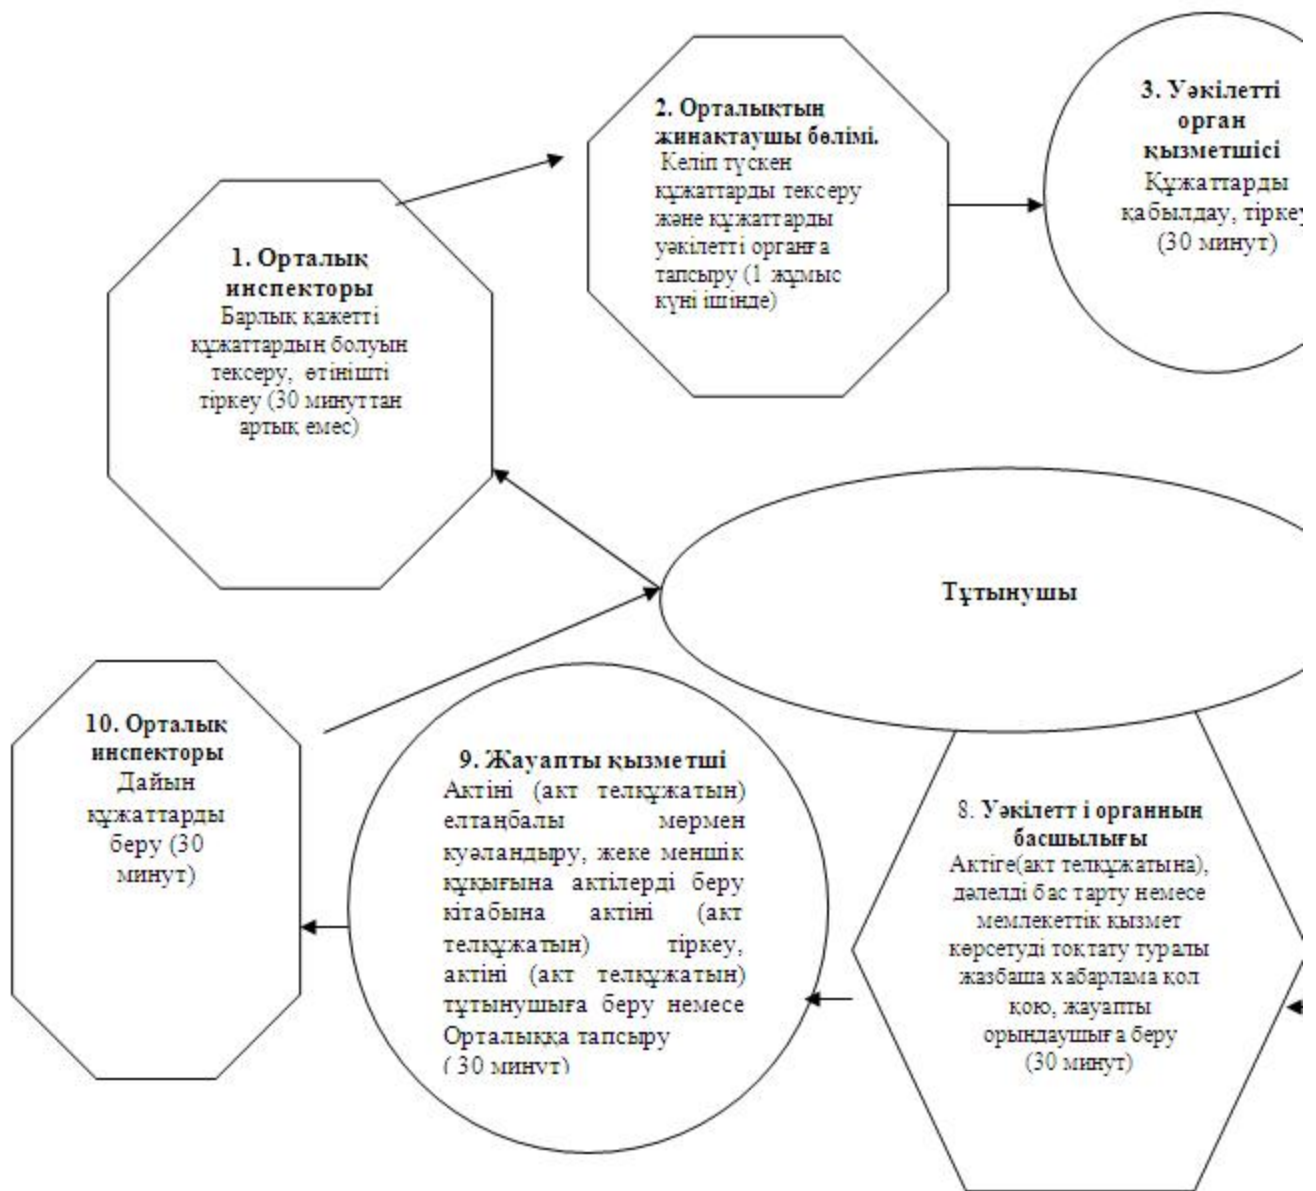 1. Орталық
инспекторы
Барлық қажетті
құжаттардың болуын
тексеру, өтінішті
тіркеу (30 минуттан
артық емес)
2. Орталықтың
жинақтаушы бөлімі.
Келіп түскен
құжаттарды тексеру
және құжаттарды
уәкілетті органға
тапсыру (1 жұмыс
күні ішінде)
3. Уәкілетті
орган
қызметшісі
Құжаттарды
қабылдау, тіркеу
(30 минут)
Тұтынушы
10. Орталық
инспекторы
Дайын
құжаттарды
беру (30
минут)
9. Жауапты қызметші
Актіні (акт телқұжатын)
елтаңбалы мөрмен
куәландыру, жеке меншік
құқығына актілерді беру
кітабына актіні (акт
телқұжатын) тіркеу,
актіні (акт телқұжатын)
тұтынушыға беру немесе
Орталыққа тапсыру
( 30 минут)
8. Уәкілетт і органның
басшылығы
Актіге(акт телқұжатына),
дәлелді бас тарту немесе
мемлекеттік қызмет
көрсетуді тоқтату туралы
жазбаша хабарлама қол
қою, жауапты
орындаушыға беру
(30 минут)